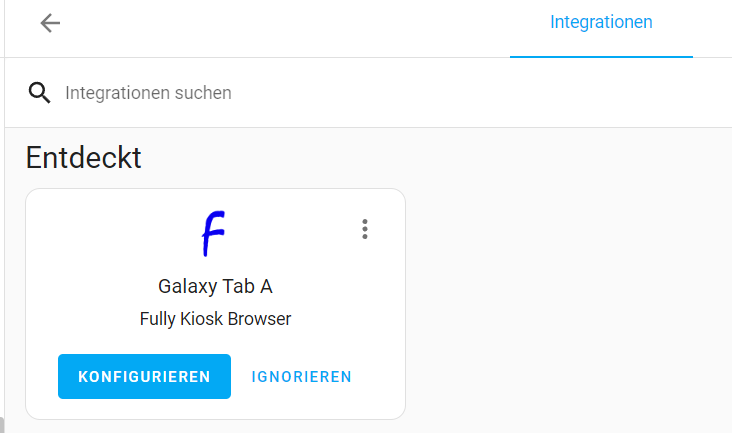 Integrationen
Integrationen suchen
Entdeckt
f
Galaxy Tab A
Fully Kiosk Browser
KONFIGURIEREN IGNORIEREN